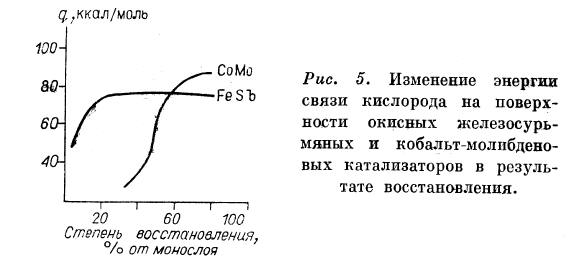 q, ккал/моль
100
80
60
40
CoMo
FeSb
20
60
100
Степень восстановления,
% от монослоя
Рис. 5. Изменение энергии
связи кислорода на поверх-
ности окисных железосурь-
мяных и кобальт-молибдено-
вых катализаторов в резуль-
тате восстановления.